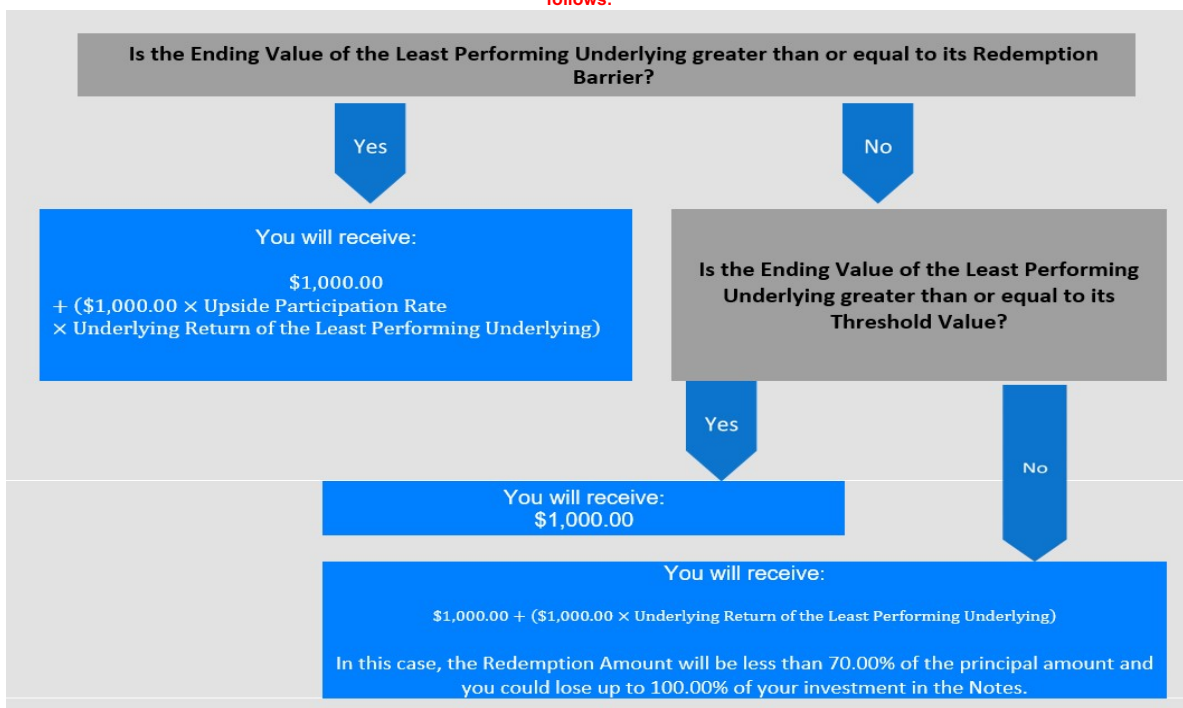 follows:
Is the Ending Value of the Least Performing Underlying greater than or equal to its Redemption
Barrier?
Yes
No
You will receive:
$1,000.00
+ ($1,000.00 × Upside Participation Rate
× Underlying Return of the Least Performing Underlying)
Is the Ending Value of the Least Performing
Underlying greater than or equal to its
Threshold Value?
Yes
No
You will receive:
$1,000.00
You will receive:
$1,000.00 + ($1,000.00 × Underlying Return of the Least Performing Underlying)
In this case, the Redemption Amount will be less than 70.00% of the principal amount and
you could lose up to 100.00% of your investment in the Notes.